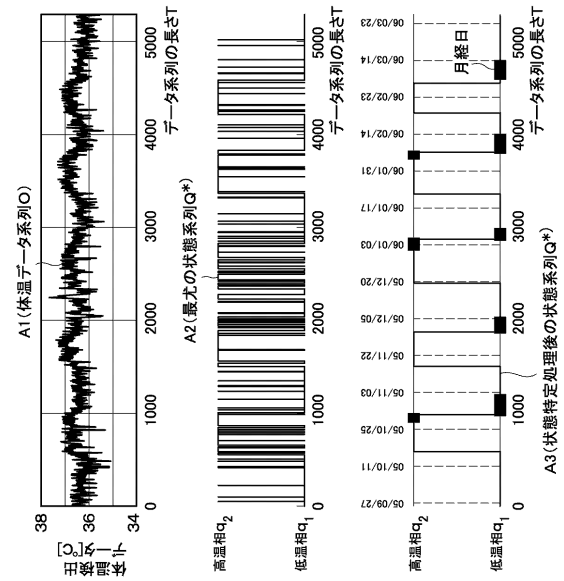 A1(体温データ系列O)
体温検出
データ[℃]
38
36
34
0
1000
2000
3000
4000
5000
データ系列の長さT
A2(最尤の状態系列Q*)
高温相q2
低温相q1
0
1000
2000
3000
4000
5000
データ系列の長さT
高温相q2
低温相q1
05/09/27
05/10/11
05/10/25
05/11/03
05/11/22
05/12/05
05/12/20
06/01/03
06/01/17
06/01/31
06/02/14
06/02/23
06/03/14
06/03/23
月経日
0
1000
2000
3000
4000
5000
データ系列の長さT
A3(状態特定処理後の状態系列Q*)